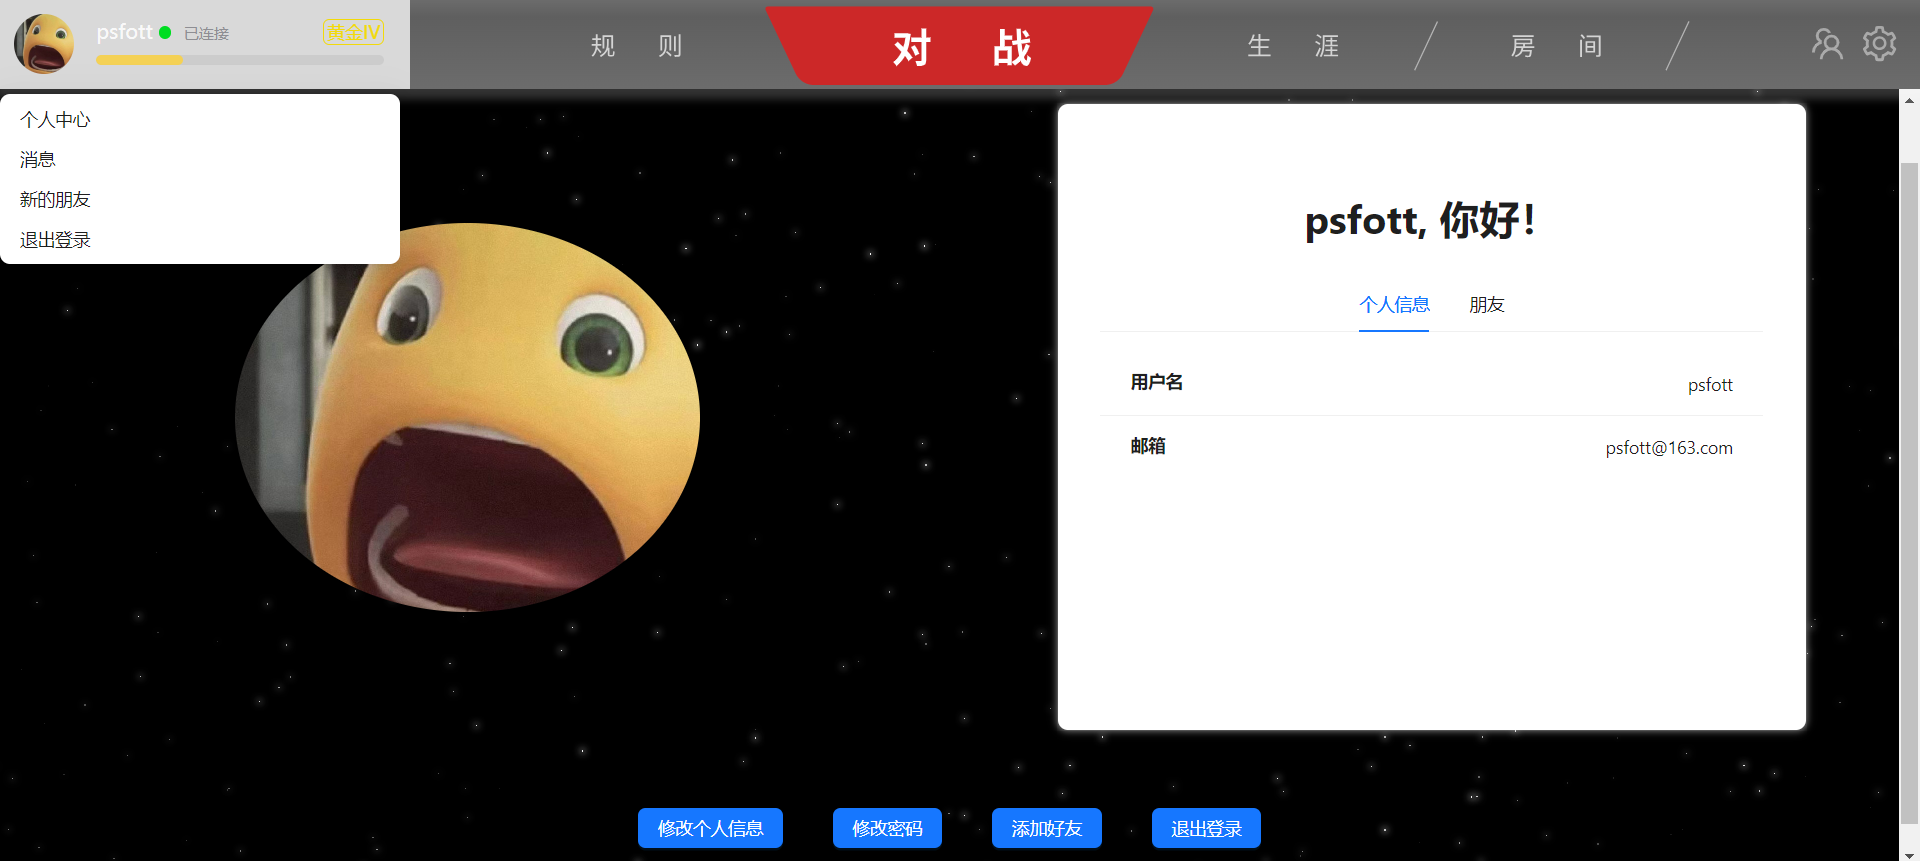 psfott 已连接 黄金IV
规则 对战 生涯 房间
个人中心
消息
新的朋友
退出登录
psfott, 你好!
个人信息 朋友
用户名 psfott
邮箱 psfott@163.com
修改个人信息 修改密码 添加好友 退出登录